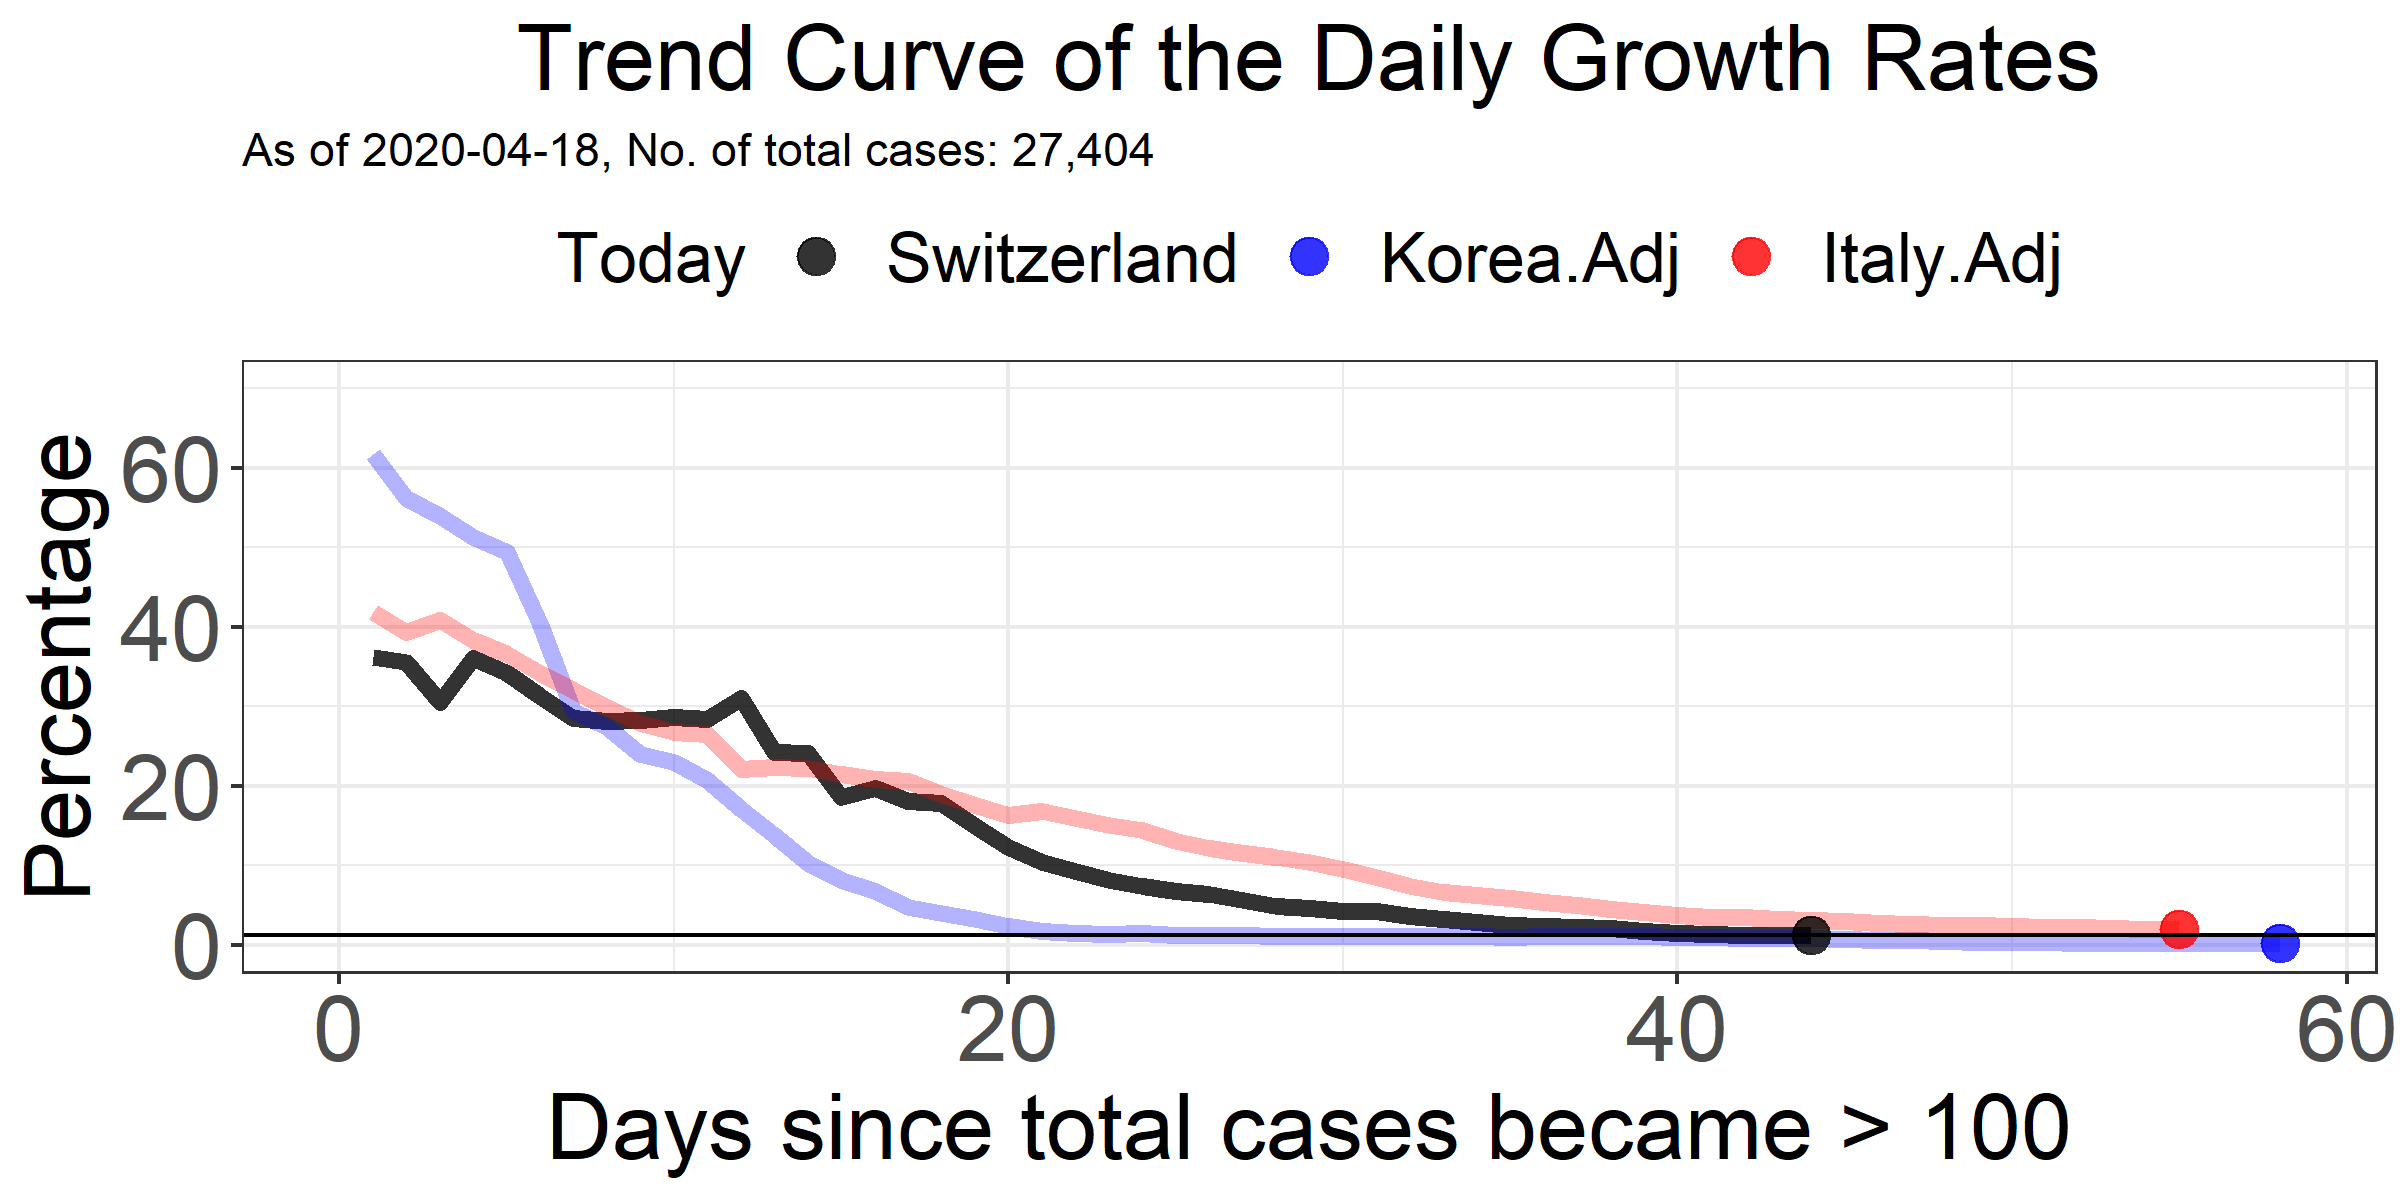 Trend Curve of the Daily Growth Rates
As of 2020-04-18, No. of total cases: 27,404
Today Switzerland Korea.Adj Italy.Adj
Percentage
60
40
20
0
0 20 40 60
Days since total cases became > 100